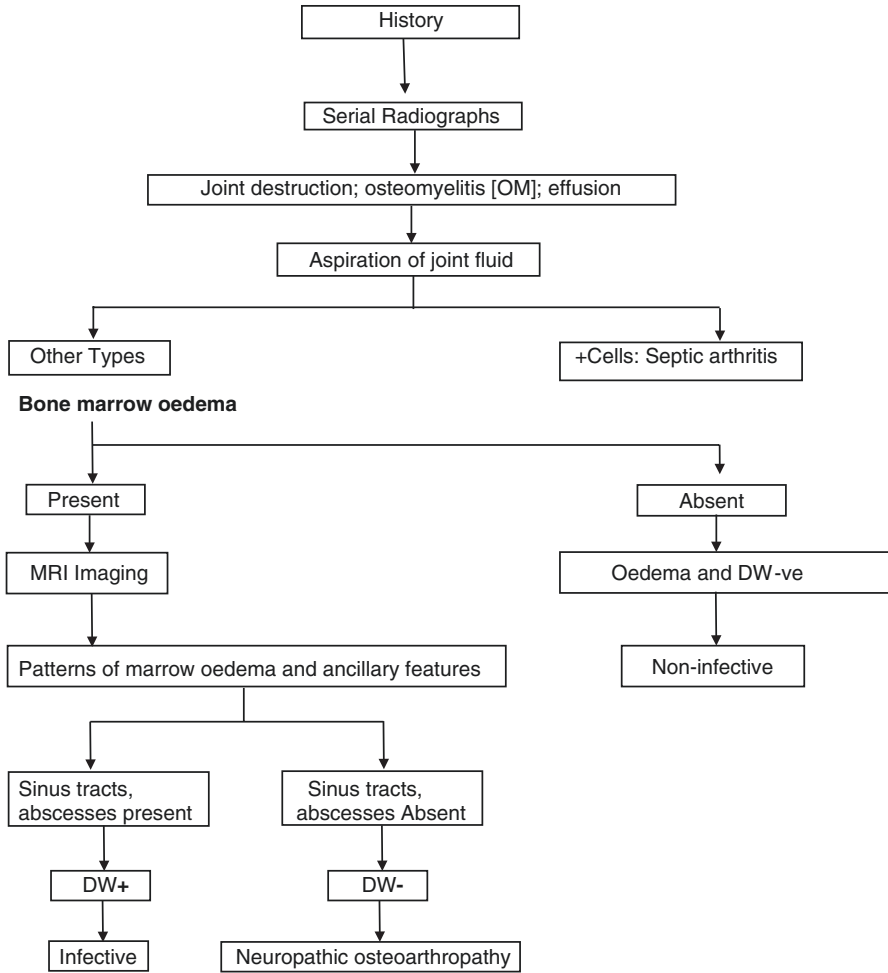 History
Serial Radiographs
Joint destruction; osteomyelitis [OM]; effusion
Aspiration of joint fluid
Other Types
+Cells: Septic arthritis
Bone marrow oedema
Present
Absent
MRI Imaging
Oedema and DW-ve
Patterns of marrow oedema and ancillary features
Non-infective
Sinus tracts,
abscesses present
Sinus tracts,
abscesses Absent
DW+
DW-
Infective
Neuropathic osteoarthropathy